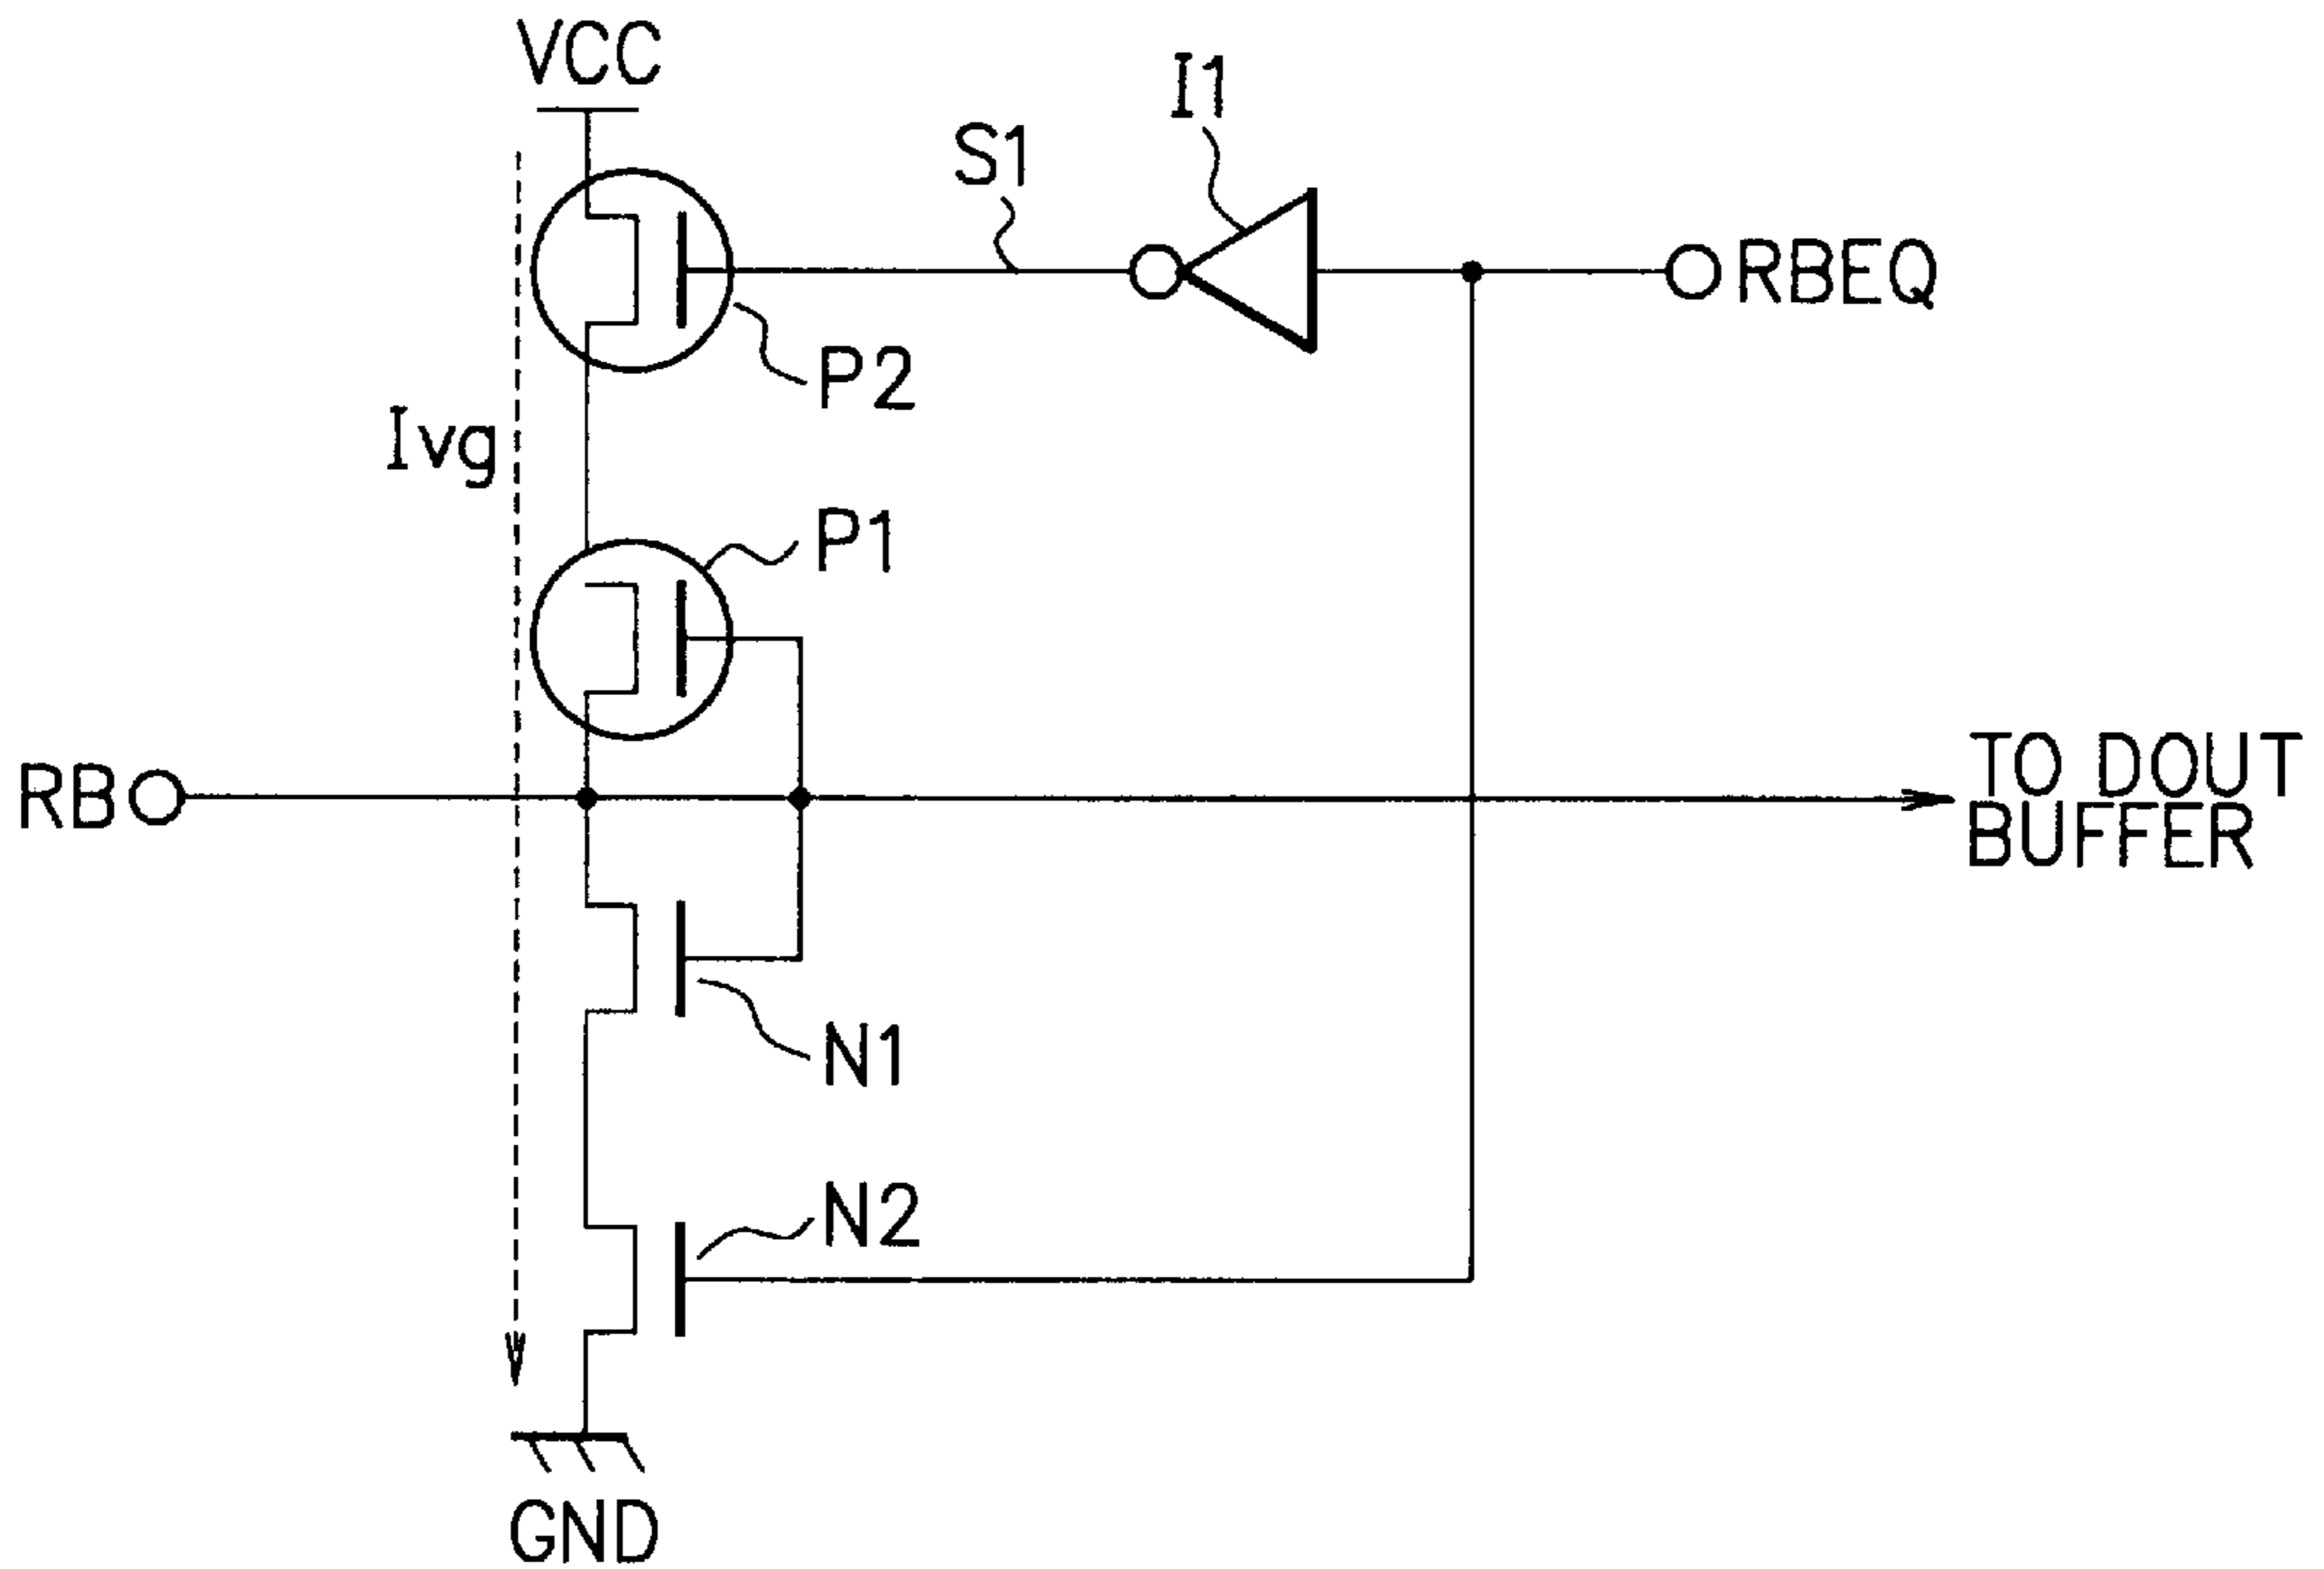 VCC
I1
S1
RBEQ
P2
Ivg
P1
RB
TO DOUT
BUFFER
N1
N2
GND